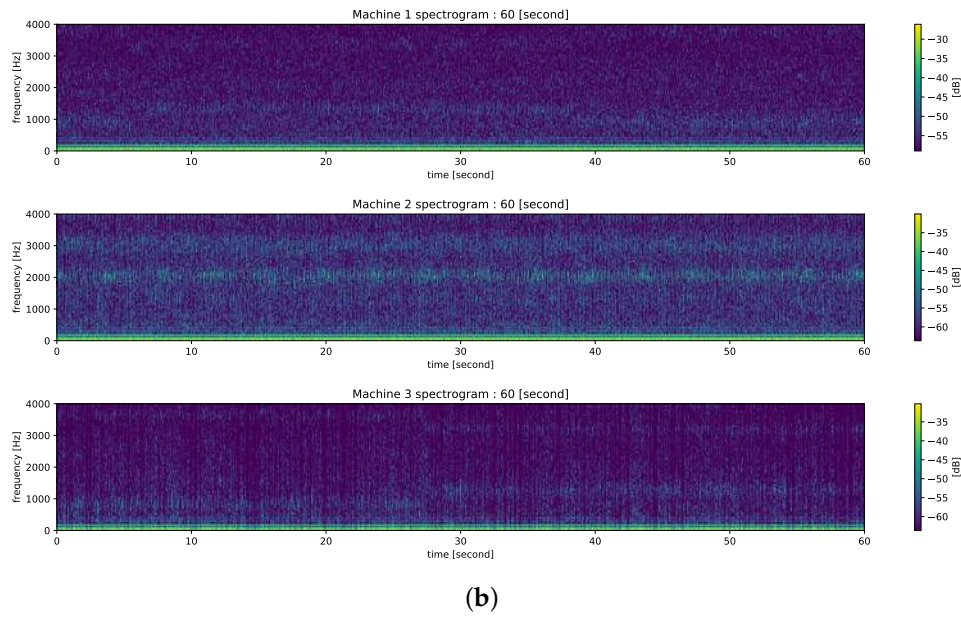 Machine 1 spectrogram : 60 [second]
4000
3000
2000
1000
0
frequency [Hz]
0 10 20 30 40 50 60
time [second]
−30
−35
−40
−45
−50
−55
[dB]
Machine 2 spectrogram : 60 [second]
4000
3000
2000
1000
0
frequency [Hz]
0 10 20 30 40 50 60
time [second]
−35
−40
−45
−50
−55
−60
[dB]
Machine 3 spectrogram : 60 [second]
4000
3000
2000
1000
0
frequency [Hz]
0 10 20 30 40 50 60
time [second]
−35
−40
−45
−50
−55
−60
[dB]
(b)